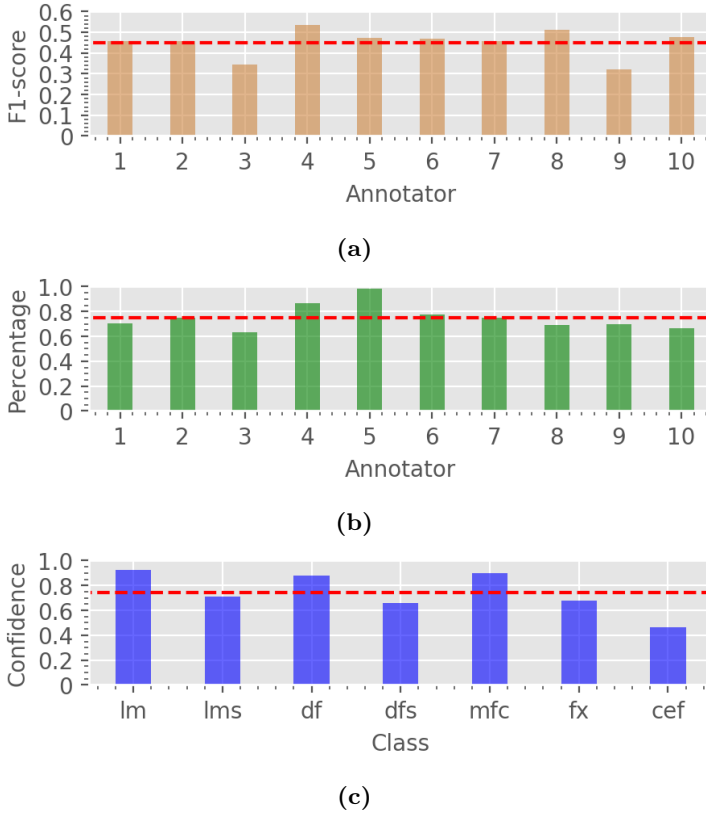 0.6
0.5
0.4
0.3
0.2
0.1
0
F1-score
1 2 3 4 5 6 7 8 9 10
Annotator
(a)
1.0
0.8
0.6
0.4
0.2
0
Percentage
1 2 3 4 5 6 7 8 9 10
Annotator
(b)
1.0
0.8
0.6
0.4
0.2
0
Confidence
lm lms df dfs mfc fx cef
Class
(c)